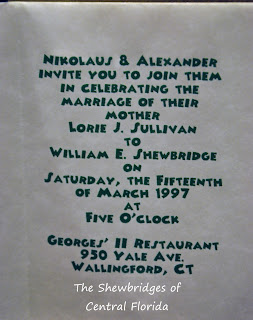 Nikolaus & Alexander
invite you to join them
in celebrating the
marriage of their
mother
Lorie J. Sullivan
to
William E. Shewbridge
on
Saturday, the Fifteenth
of March 1997
at
Five O'clock
Georges' II Restaurant
950 Yale Ave.
Wallingford, CT
The Shewbridges of
Central Florida